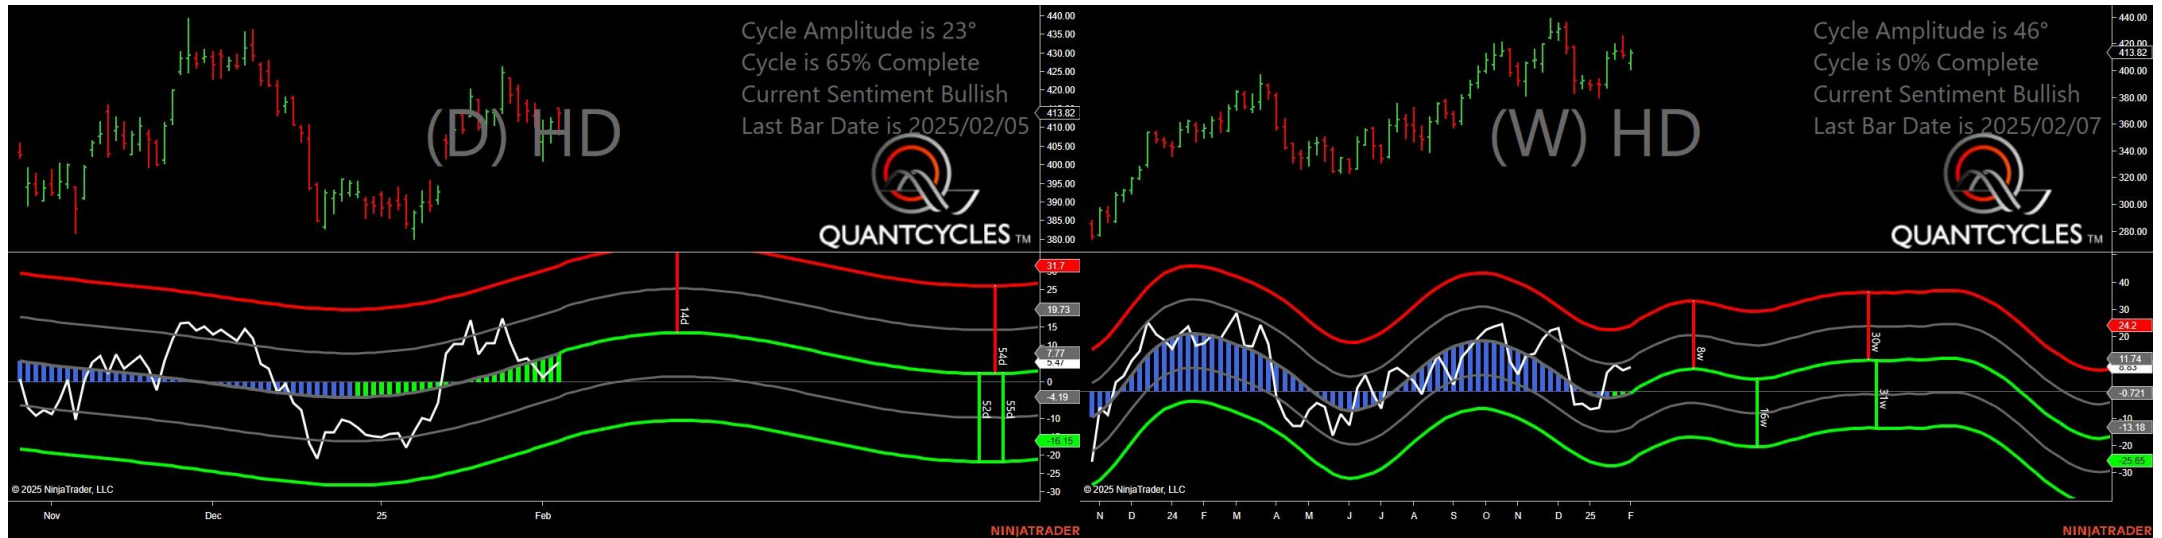 Cycle Amplitude is 23°
Cycle is 65% Complete
Current Sentiment Bullish
Last Bar Date is 2025/02/05
(D) HD
QUANTCYCLES TM
440.00
435.00
430.00
425.00
420.00
413.82
410.00
405.00
400.00
395.00
390.00
385.00
380.00
31.7
25
19.73
15
10
7.77
5.47
0
-4.19
-10
-16.15
-20
-25
-30
14d
54d
52d
55d
© 2025 NinjaTrader, LLC
Nov
Dec
25
Feb
NINJATRADER
Cycle Amplitude is 46°
Cycle is 0% Complete
Current Sentiment Bullish
Last Bar Date is 2025/02/07
(W) HD
QUANTCYCLES TM
440.00
420.00
413.82
400.00
380.00
360.00
340.00
320.00
300.00
280.00
40
30
24.2
20
11.74
8.83
-0.721
-10
-13.18
-20
-25.65
-30
8w
16w
30w
31w
© 2025 NinjaTrader, LLC
N D 24 F M A M J J A S O N D 25 F
NINJATRADER